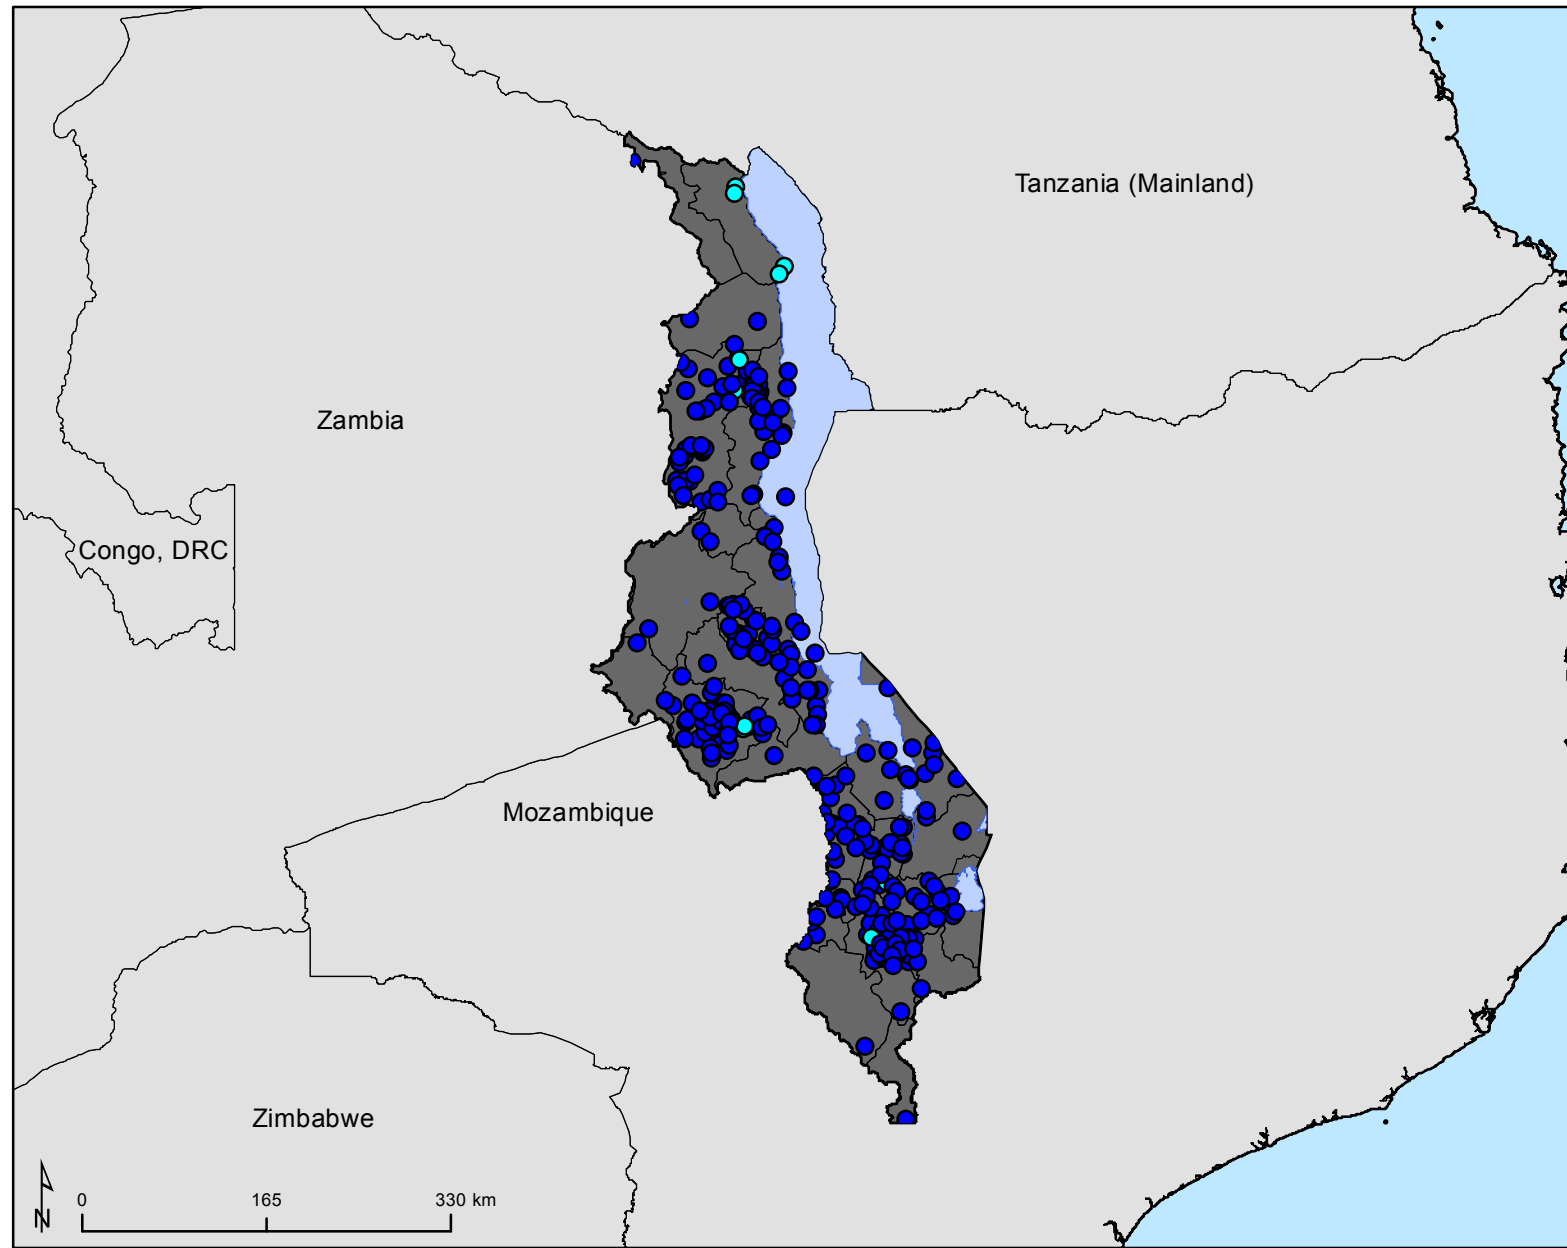 Tanzania (Mainland)
Zambia
Congo, DRC
Mozambique
Zimbabwe
N
0 165 330 km